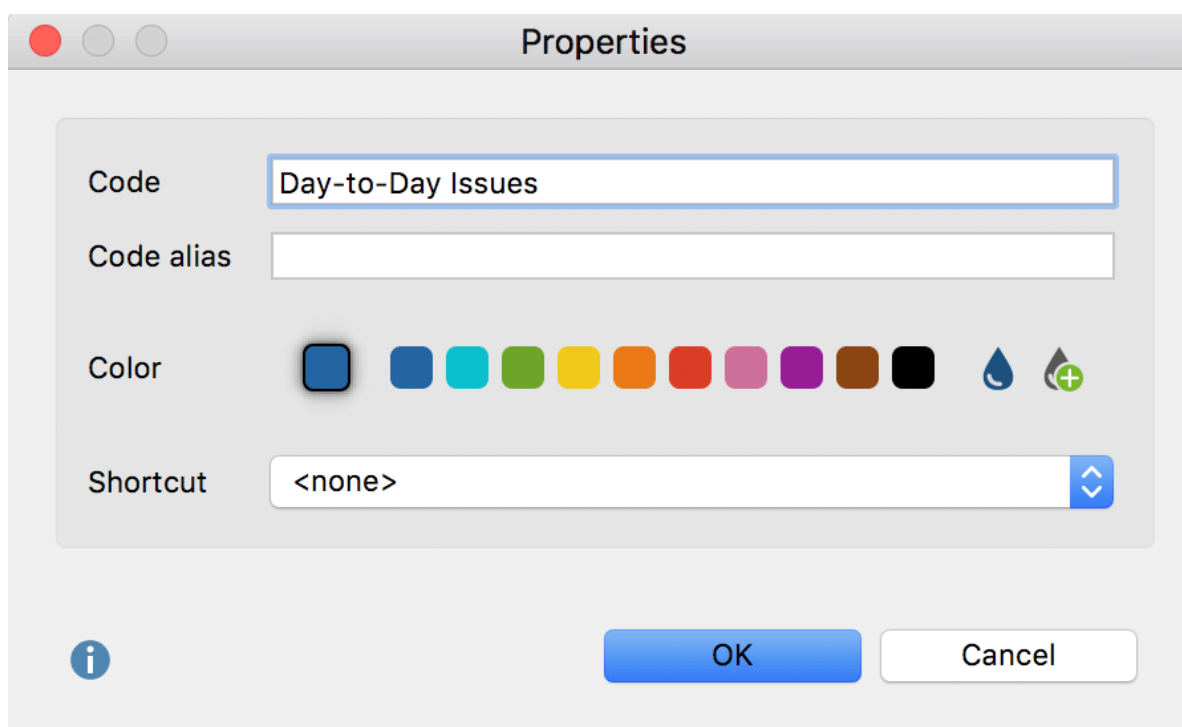 Properties
Code
Day-to-Day Issues
Code alias
Color
Shortcut
<none>
OK
Cancel